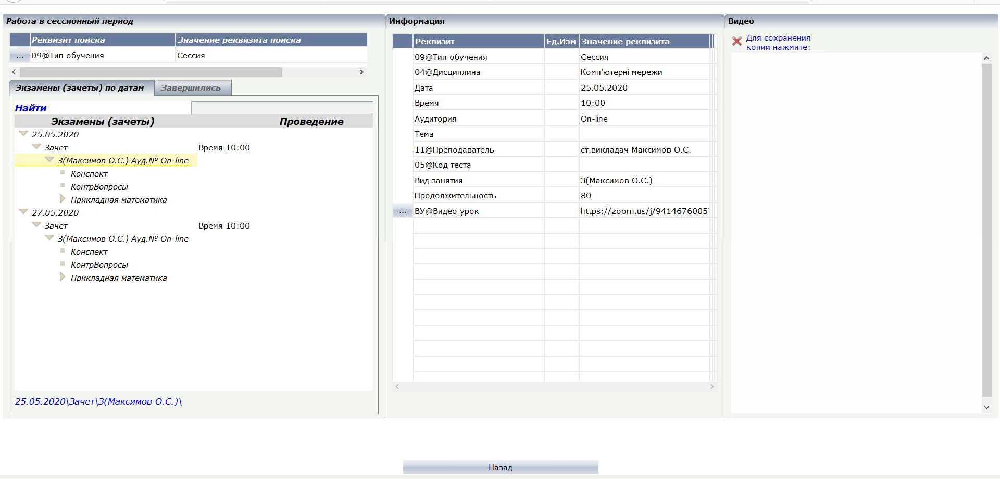 Работа в сессионный период
Реквизит поиска Значение реквизита поиска
... 09@Тип обучения Сессия
Экзамены (зачеты) по датам Завершились
Найти
Экзамены (зачеты) Проведение
25.05.2020
Зачет Время 10:00
З(Максимов О.С.) Ауд.№ On-line
Конспект
КонтрВопросы
Прикладная математика
27.05.2020
Зачет Время 10:00
З(Максимов О.С.) Ауд.№ On-line
Конспект
КонтрВопросы
Прикладная математика
25.05.2020\Зачет\З(Максимов О.С.)\
Информация
Реквизит Ед.Изм Значение реквизита
09@Тип обучения Сессия
04@Дисциплина Комп'ютерні мережи
Дата 25.05.2020
Время 10:00
Аудитория On-line
Тема
11@Преподаватель ст.викладач Максимов О.С.
05@Код теста
Вид занятия З(Максимов О.С.)
Продолжительность 80
... ВУ@Видео урок https://zoom.us/j/9414676005
Видео
Для сохранения
копии нажмите:
Назад